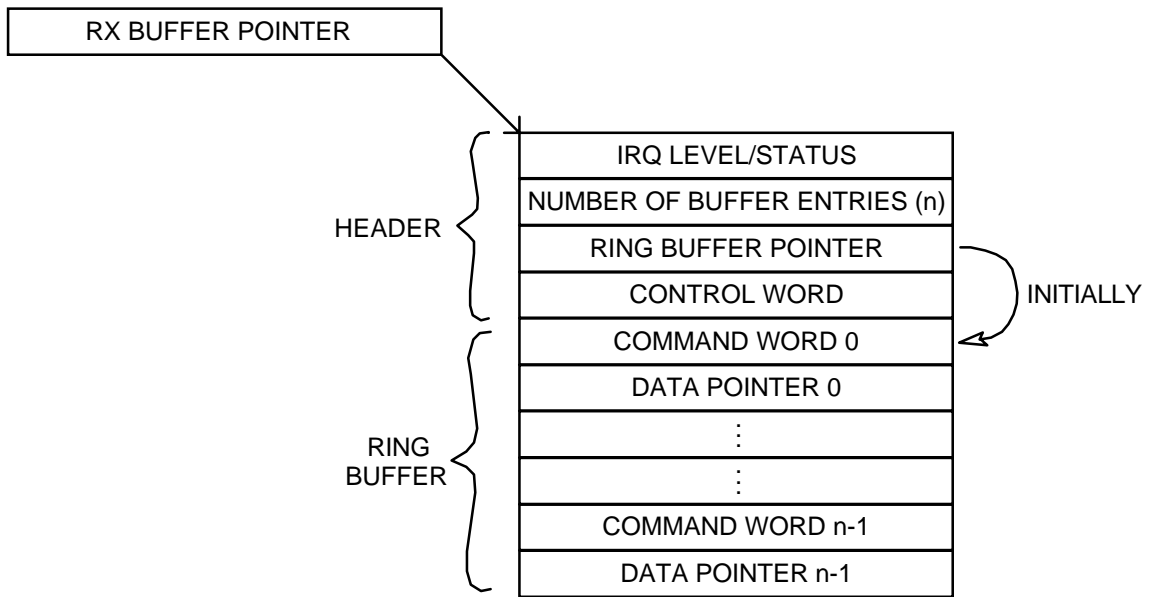 RX BUFFER POINTER
IRQ LEVEL/STATUS
NUMBER OF BUFFER ENTRIES (n)
HEADER
RING BUFFER POINTER
CONTROL WORD
INITIALLY
COMMAND WORD 0
DATA POINTER 0
RING
BUFFER
⋮
⋮
COMMAND WORD n-1
DATA POINTER n-1